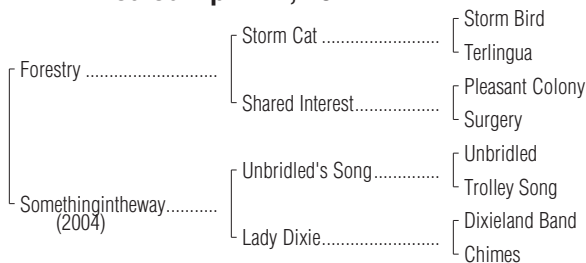 Storm Bird
Storm Cat ........................
Terlingua
Forestry ...........................
Pleasant Colony
Shared Interest.................
Surgery
Unbridled
Unbridled's Song.............
Trolley Song
Somethingintheway..........
(2004)
Dixieland Band
Lady Dixie........................
Chimes